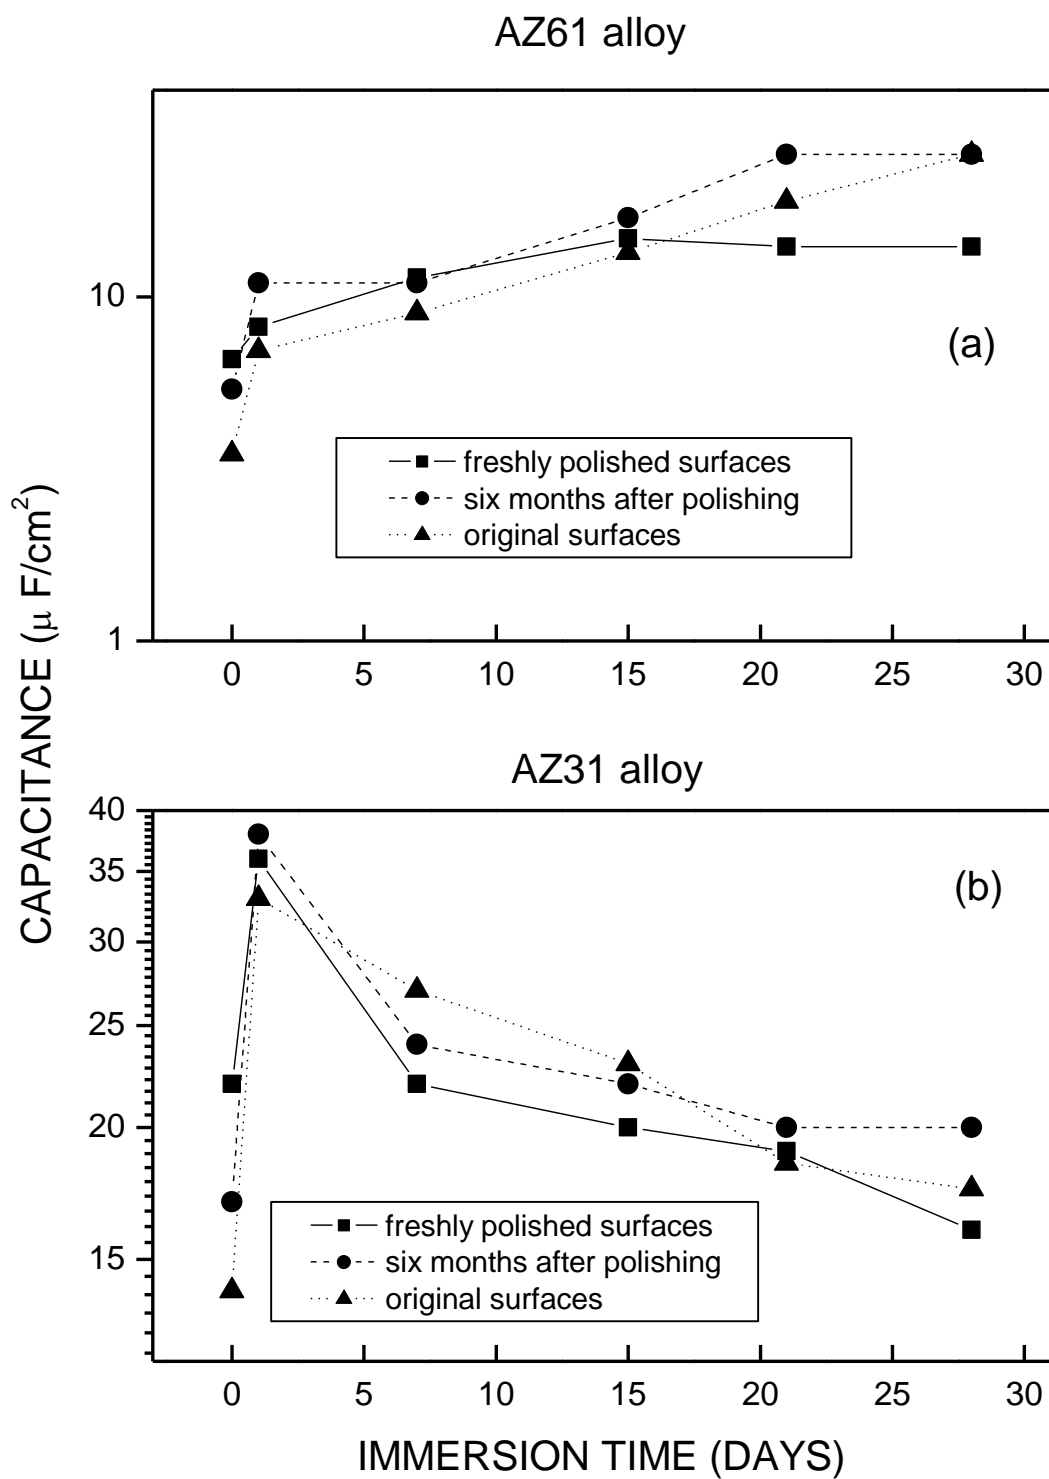 AZ61 alloy
10
1
(a)
freshly polished surfaces
six months after polishing
original surfaces
0 5 10 15 20 25 30
CAPACITANCE (μ F/cm²)
AZ31 alloy
40
35
30
25
20
15
(b)
freshly polished surfaces
six months after polishing
original surfaces
0 5 10 15 20 25 30
IMMERSION TIME (DAYS)